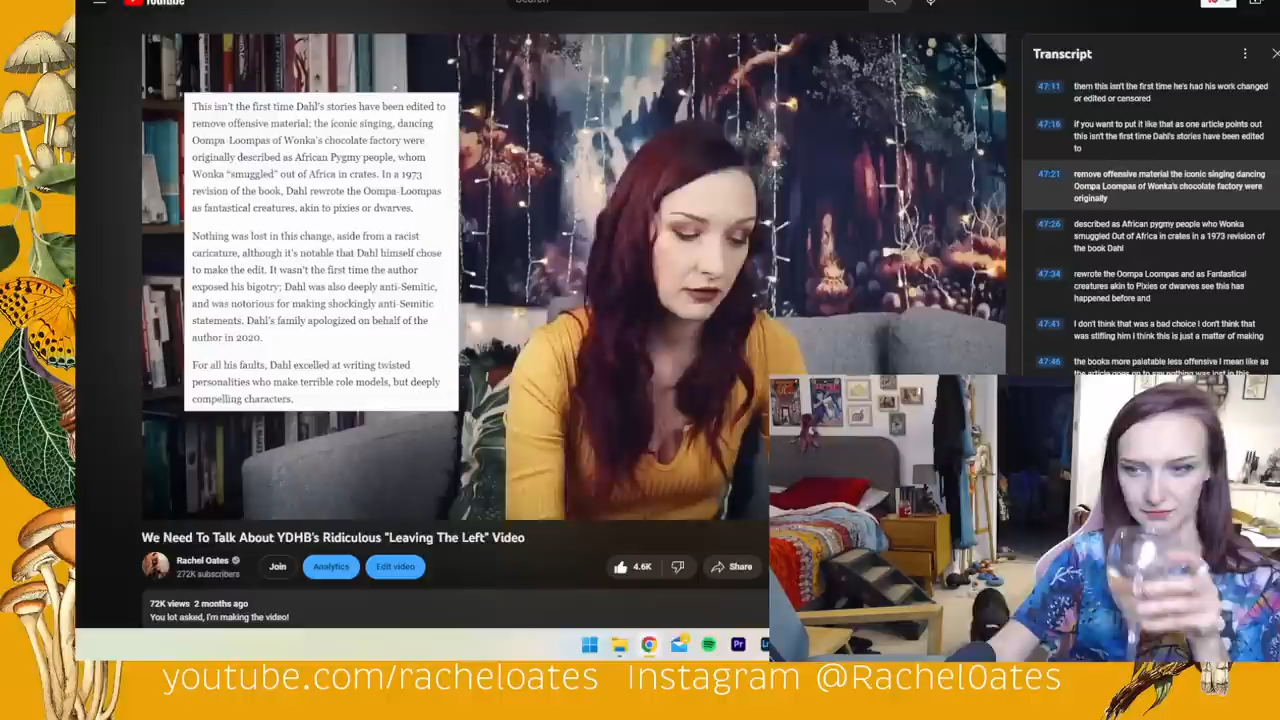 YouTube
Search
This isn't the first time Dahl's stories have been edited to
remove offensive material; the iconic singing, dancing
Oompa-Loompas of Wonka's chocolate factory were
originally described as African Pygmy people, whom
Wonka "smuggled" out of Africa in crates. In a 1973
revision of the book, Dahl rewrote the Oompa-Loompas
as fantastical creatures, akin to pixies or dwarves.
Nothing was lost in this change, aside from a racist
caricature, although it's notable that Dahl himself chose
to make the edit. It wasn't the first time the author
exposed his bigotry; Dahl was also deeply anti-Semitic,
and was notorious for making shockingly anti-Semitic
statements. Dahl's family apologized on behalf of the
author in 2020.
For all his faults, Dahl excelled at writing twisted
personalities who make terrible role models, but deeply
compelling characters.
Transcript
47:11 them this isn't the first time he's had his work changed
or edited or censored
47:16 if you want to put it like that as one article points out
this isn't the first time Dahl's stories have been edited
to
47:21 remove offensive material the iconic singing dancing
Oompa Loompas of Wonka's chocolate factory were
originally
47:26 described as African pygmy people who Wonka
smuggled Out of Africa in crates in a 1973 revision of
the book Dahl
47:34 rewrote the Oompa Loompas and as Fantastical
creatures akin to Pixies or dwarves see this has
happened before and
47:41 I don't think that was a bad choice I don't think that
was stifling him I think this is just a matter of making
47:46 the books more palatable less offensive I mean like as
the article goes on to say nothing was lost in this
We Need To Talk About YDHB's Ridiculous "Leaving The Left" Video
Rachel Oates
272K subscribers
Join
Analytics
Edit video
4.6K
Share
72K views 2 months ago
You lot asked, I'm making the video!
Pr
youtube.com/racheloates Instagram @Rachel0ates